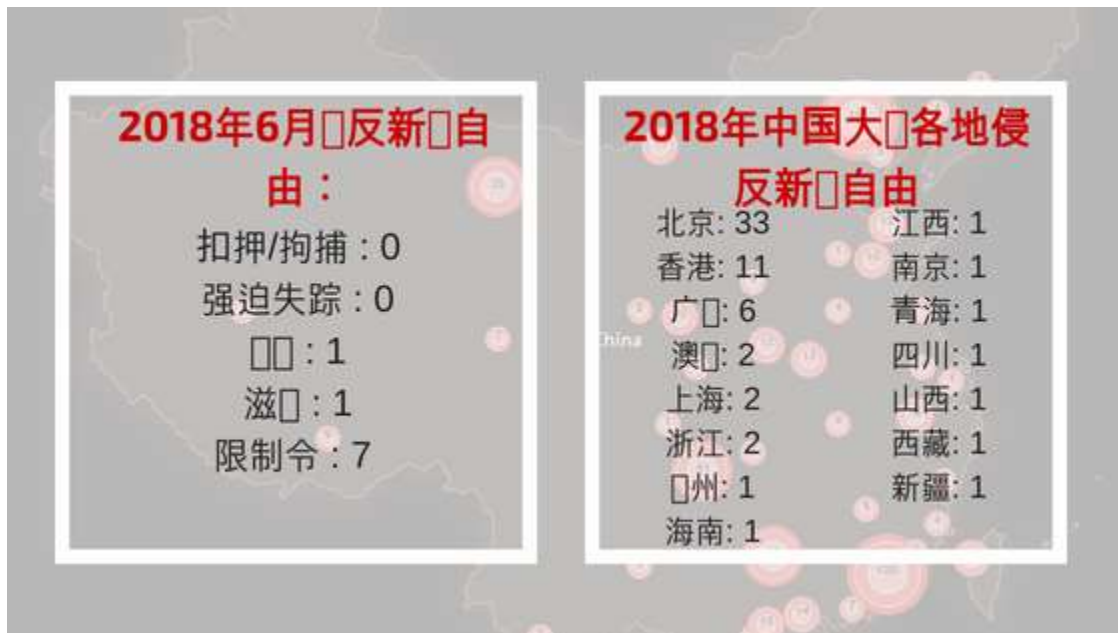 2018年6月▯反新▯自
由：
扣押/拘捕 : 0
强迫失踪 : 0
▯▯ : 1
滋▯ : 1
限制令 : 7
2018年中国大▯各地侵
反新▯自由
北京: 33
香港: 11
广▯: 6
澳▯: 2
上海: 2
浙江: 2
▯州: 1
海南: 1
江西: 1
南京: 1
青海: 1
四川: 1
山西: 1
西藏: 1
新疆: 1
China